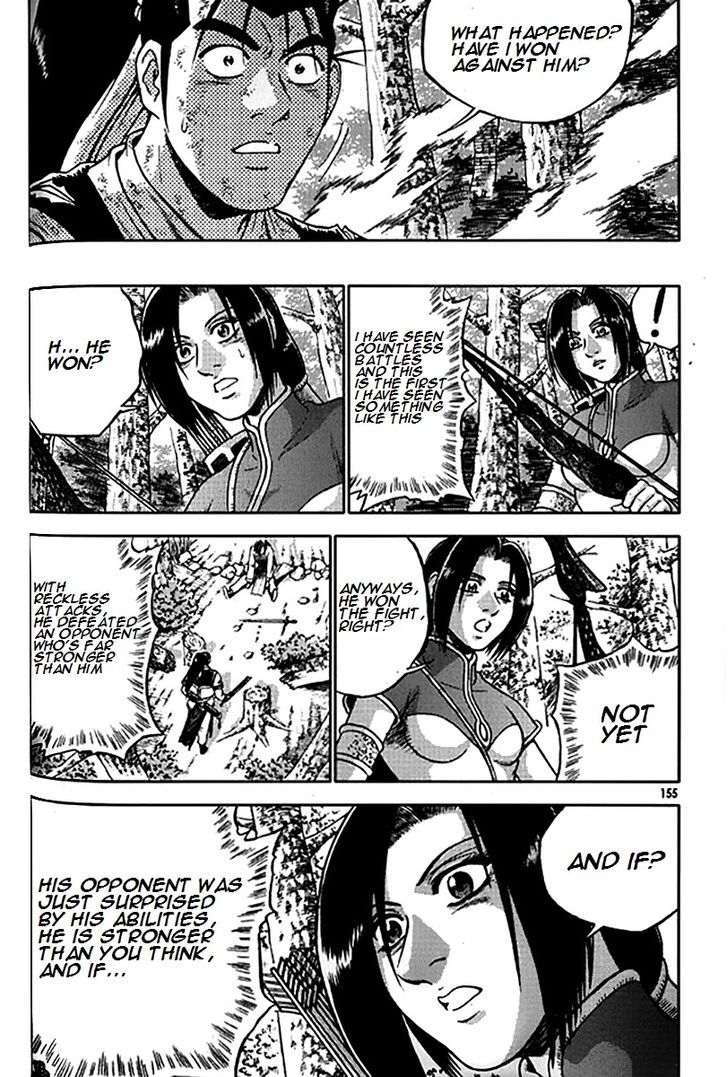 WHAT HAPPENED?
HAVE I WON
AGAINST HIM?
H... HE
WON?
I HAVE SEEN
COUNTLESS
BATTLES
AND THIS
IS THE FIRST
I HAVE SEEN
SOMETHING
LIKE THIS
!
WITH
RECKLESS
ATTACKS,
HE DEFEATED
AN OPPONENT
WHO'S FAR
STRONGER
THAN HIM
ANYWAYS,
HE WON
THE FIGHT,
RIGHT?
NOT
YET
155
HIS OPPONENT WAS
JUST SURPRISED
BY HIS ABILITIES,
HE IS STRONGER
THAN YOU THINK,
AND IF...
AND IF?